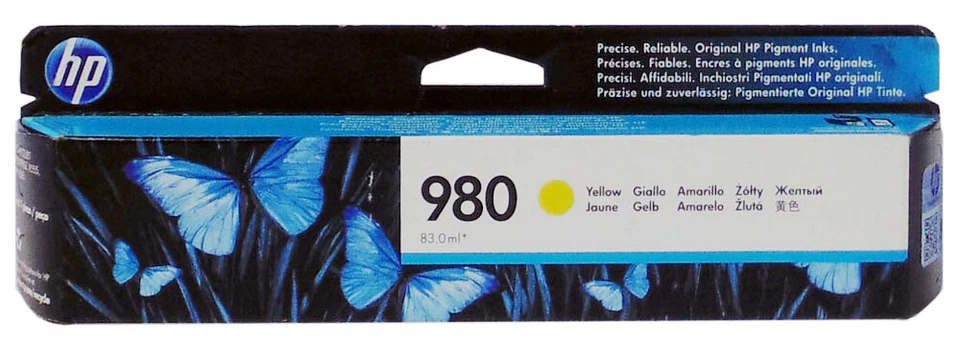 hp
Precise. Reliable. Original HP Pigment Inks.
Précises. Fiables. Encres à pigments HP originales.
Precisi. Affidabili. Inchiostri Pigmentati HP originali.
Präzise und zuverlässig: Pigmentierte Original HP Tinte.
980
83.0ml*
Yellow Giallo Amarillo Żółty Желтый
Jaune Gelb Amarelo Žlutá 黄色